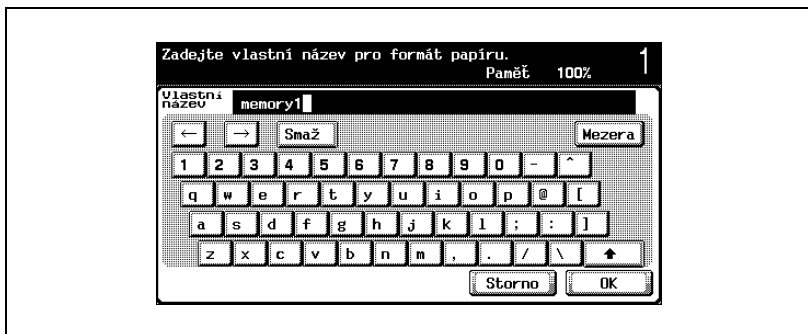 Zadejte vlastní název pro formát papíru.
Paměť 100% 1
Vlastní název memory1
← → Smaž Mezera
1 2 3 4 5 6 7 8 9 0 - ^
q w e r t y u i o p @ [
a s d f g h j k l ; : ]
z x c v b n m , . / \ ↑
Storno OK